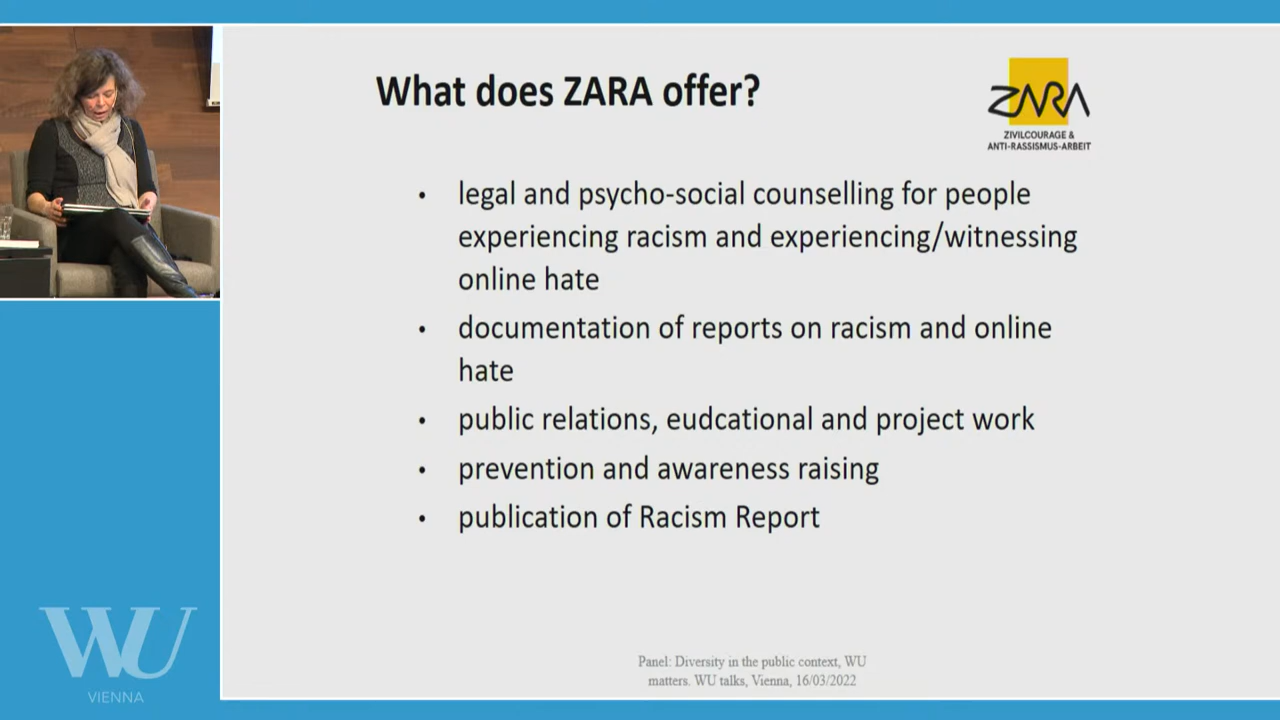 What does ZARA offer?
ZARA
ZIVILCOURAGE &
ANTI-RASSISMUS-ARBEIT
• legal and psycho-social counselling for people
experiencing racism and experiencing/witnessing
online hate
• documentation of reports on racism and online
hate
• public relations, eudcational and project work
• prevention and awareness raising
• publication of Racism Report
Panel: Diversity in the public context, WU
matters. WU talks, Vienna, 16/03/2022
WU
VIENNA